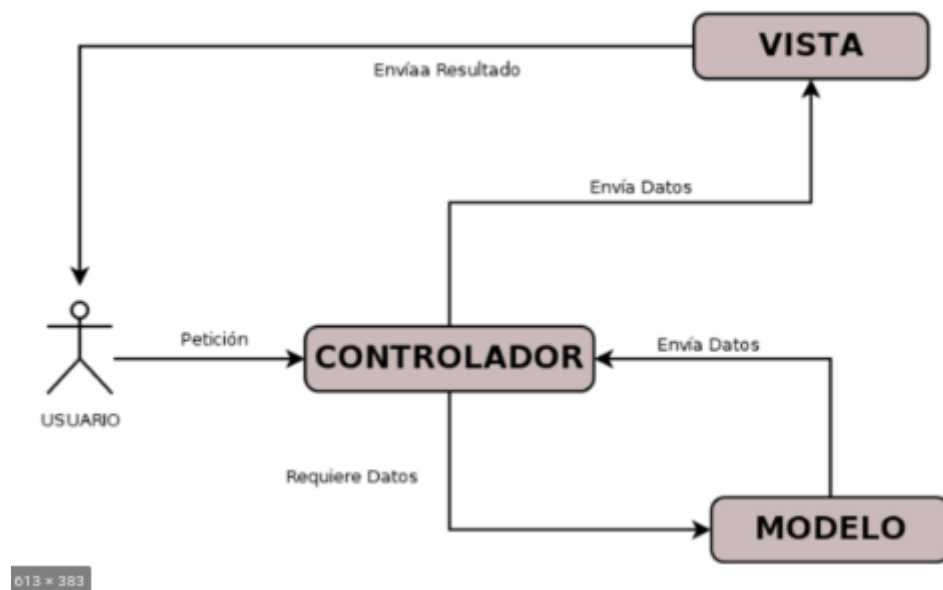 VISTA
Envíaa Resultado
Envía Datos
Petición
CONTROLADOR
Envía Datos
USUARIO
Requiere Datos
MODELO
613 × 383